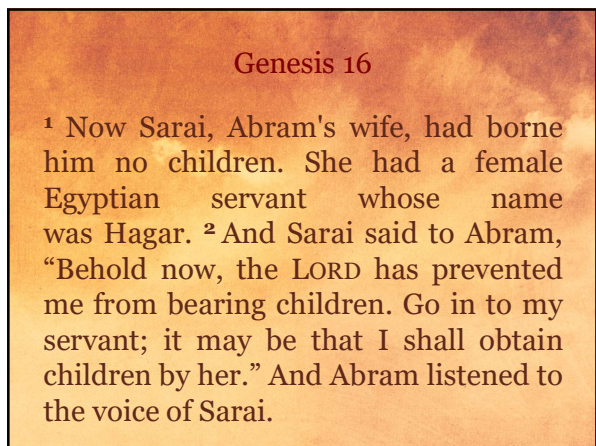 Genesis 16
1 Now Sarai, Abram's wife, had borne
him no children. She had a female
Egyptian servant whose name
was Hagar. 2 And Sarai said to Abram,
“Behold now, the LORD has prevented
me from bearing children. Go in to my
servant; it may be that I shall obtain
children by her.” And Abram listened to
the voice of Sarai.